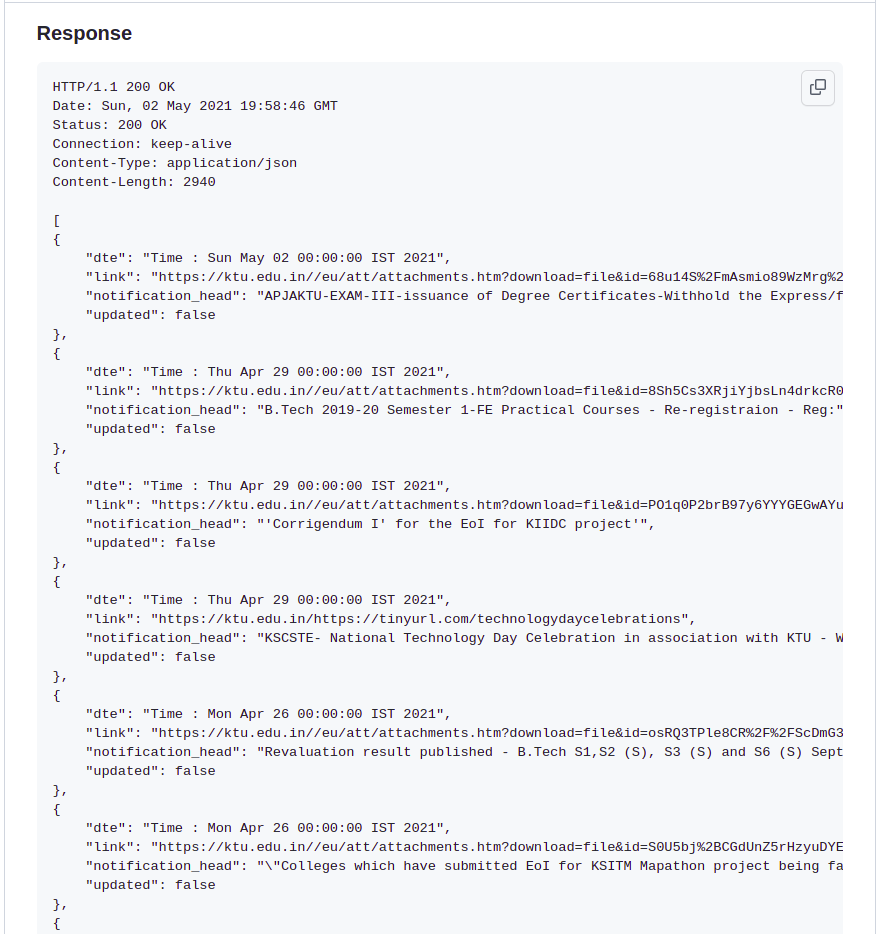 Response
HTTP/1.1 200 OK
Date: Sun, 02 May 2021 19:58:46 GMT
Status: 200 OK
Connection: keep-alive
Content-Type: application/json
Content-Length: 2940
[
{
"dte": "Time : Sun May 02 00:00:00 IST 2021",
"link": "https://ktu.edu.in//eu/att/attachments.htm?download=file&id=68u14S%2FmAsmio89WzMrg%2
"notification_head": "APJAKTU-EXAM-III-issuance of Degree Certificates-Withhold the Express/f
"updated": false
},
{
"dte": "Time : Thu Apr 29 00:00:00 IST 2021",
"link": "https://ktu.edu.in//eu/att/attachments.htm?download=file&id=8Sh5Cs3XRjiYjbsLn4drkcR0
"notification_head": "B.Tech 2019-20 Semester 1-FE Practical Courses - Re-registraion - Reg:"
"updated": false
},
{
"dte": "Time : Thu Apr 29 00:00:00 IST 2021",
"link": "https://ktu.edu.in//eu/att/attachments.htm?download=file&id=PO1q0P2brB97y6YYYGEGwAYu
"notification_head": "'Corrigendum I' for the EoI for KIIDC project'",
"updated": false
},
{
"dte": "Time : Thu Apr 29 00:00:00 IST 2021",
"link": "https://ktu.edu.in/https://tinyurl.com/technologydaycelebrations",
"notification_head": "KSCSTE- National Technology Day Celebration in association with KTU - W
"updated": false
},
{
"dte": "Time : Mon Apr 26 00:00:00 IST 2021",
"link": "https://ktu.edu.in//eu/att/attachments.htm?download=file&id=osRQ3TPle8CR%2F%2FScDmG3
"notification_head": "Revaluation result published - B.Tech S1,S2 (S), S3 (S) and S6 (S) Sept
"updated": false
},
{
"dte": "Time : Mon Apr 26 00:00:00 IST 2021",
"link": "https://ktu.edu.in//eu/att/attachments.htm?download=file&id=S0U5bj%2BCGdUnZ5rHzyuDYE
"notification_head": "\"Colleges which have submitted EoI for KSITM Mapathon project being fa
"updated": false
},
{